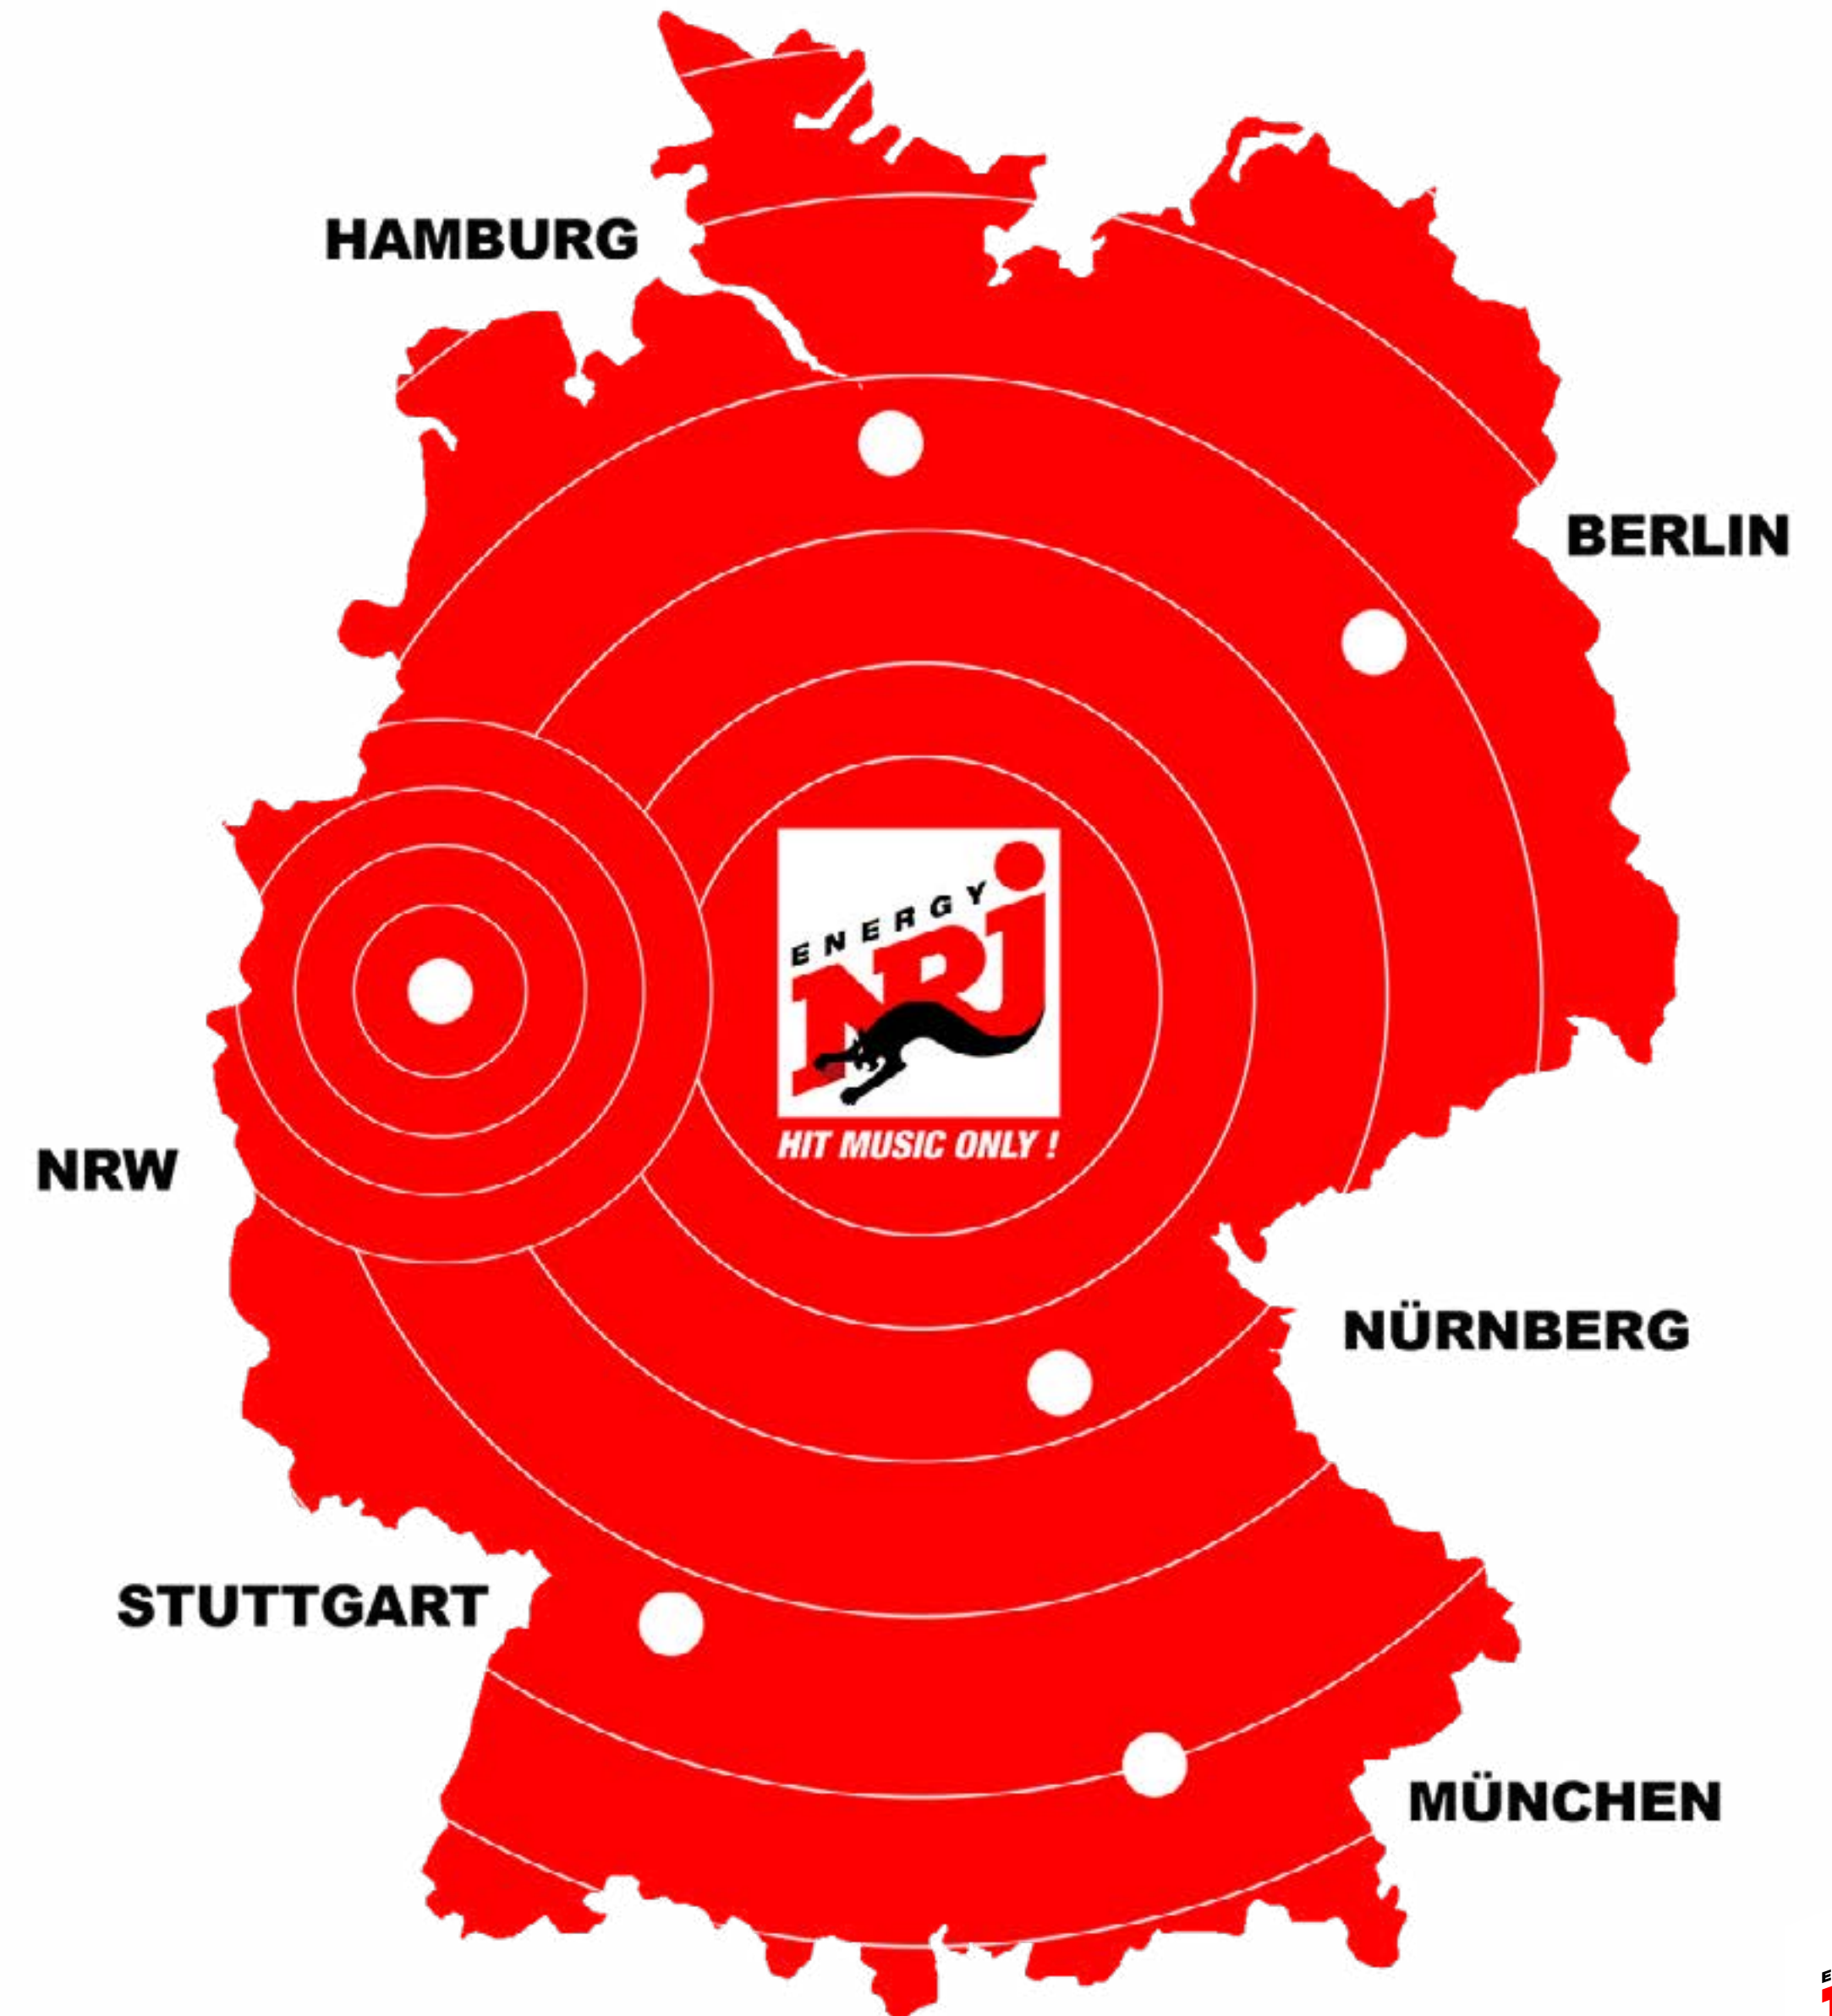 HAMBURG
BERLIN
ENERGY
NRJ
HIT MUSIC ONLY !
NRW
NÜRNBERG
STUTTGART
MÜNCHEN